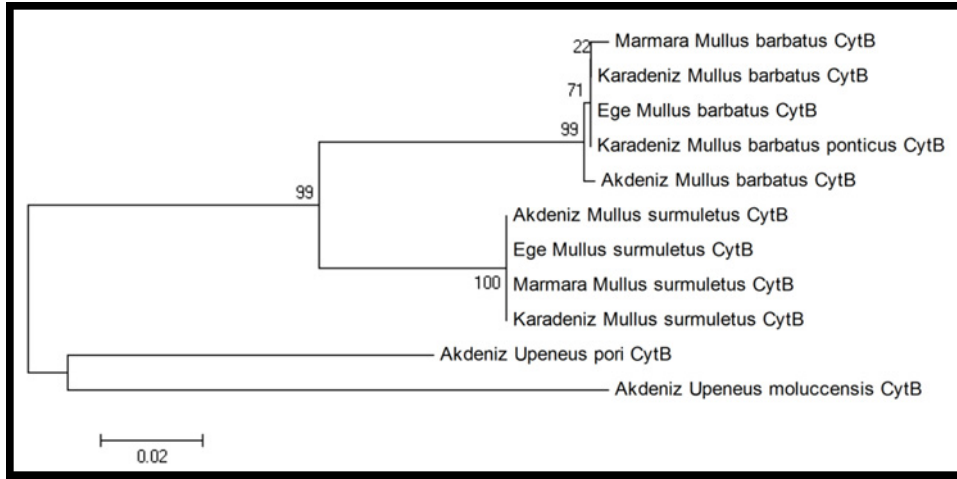 Marmara Mullus barbatus CytB
22
Karadeniz Mullus barbatus CytB
71
Ege Mullus barbatus CytB
99
Karadeniz Mullus barbatus ponticus CytB
Akdeniz Mullus barbatus CytB
99
Akdeniz Mullus surmuletus CytB
Ege Mullus surmuletus CytB
100
Marmara Mullus surmuletus CytB
Karadeniz Mullus surmuletus CytB
Akdeniz Upeneus pori CytB
Akdeniz Upeneus moluccensis CytB
0.02